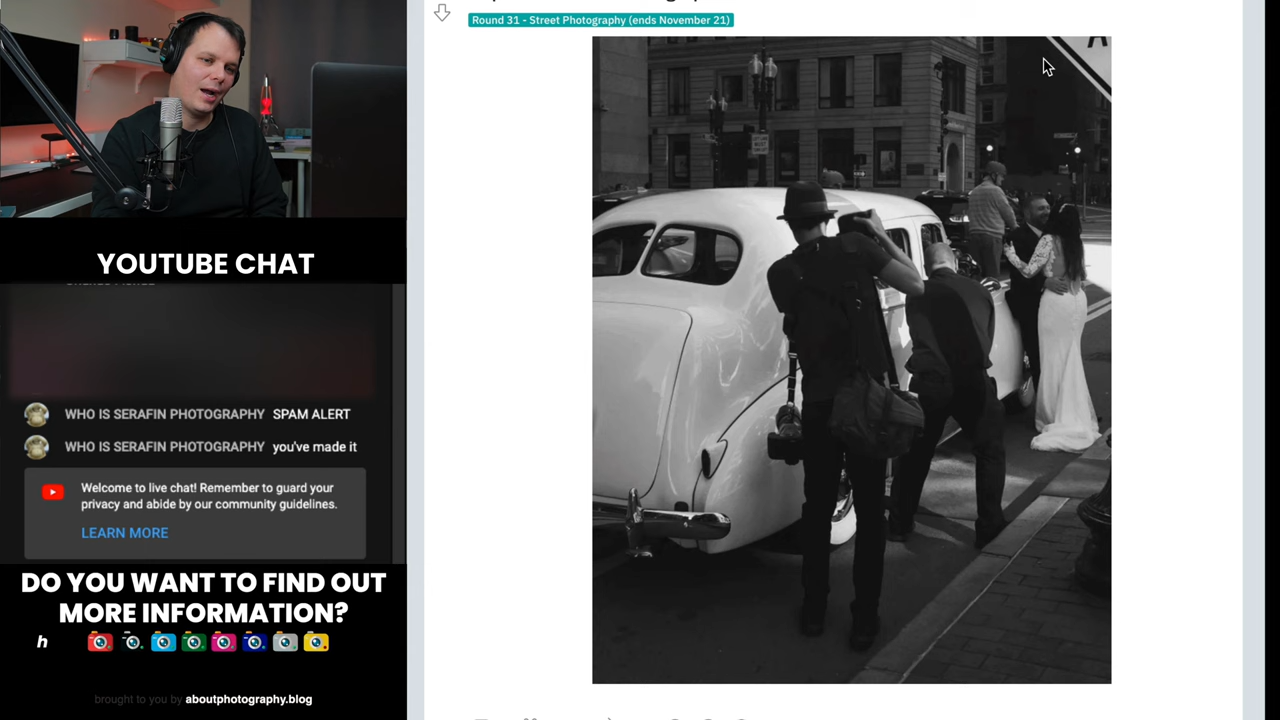 Round 31 - Street Photography (ends November 21)
YOUTUBE CHAT
WHO IS SERAFIN PHOTOGRAPHY SPAM ALERT
WHO IS SERAFIN PHOTOGRAPHY you've made it
Welcome to live chat! Remember to guard your
privacy and abide by our community guidelines.
LEARN MORE
DO YOU WANT TO FIND OUT
MORE INFORMATION?
h
brought to you by aboutphotography.blog